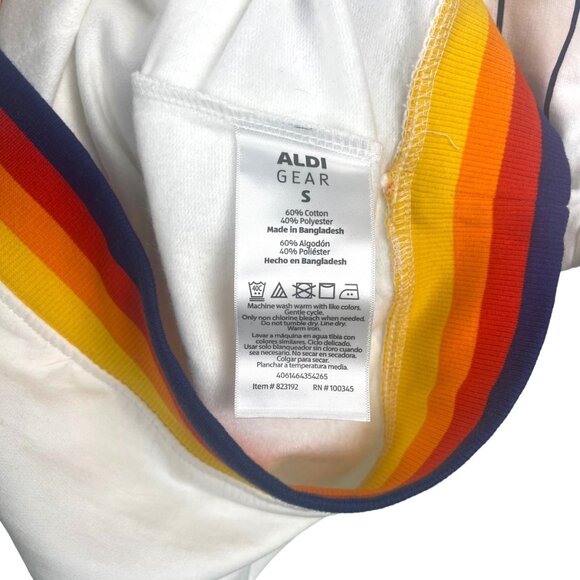 ALDI
GEAR
S
60% Cotton
40% Polyester
Made in Bangladesh
60% Algodón
40% Poliéster
Hecho en Bangladesh
40C
Machine wash warm with like colors.
Gentle cycle.
Only non chlorine bleach when needed.
Do not tumble dry. Line dry.
Warm iron.
Lavar a máquina en agua tibia con
colores similares. Ciclo delicado.
Usar solo blanqueador sin cloro cuando
sea necesario. No secar en secadora.
Colgar para secar.
Planchar a temperatura media.
4061464354265
Item # 823192 RN # 100345